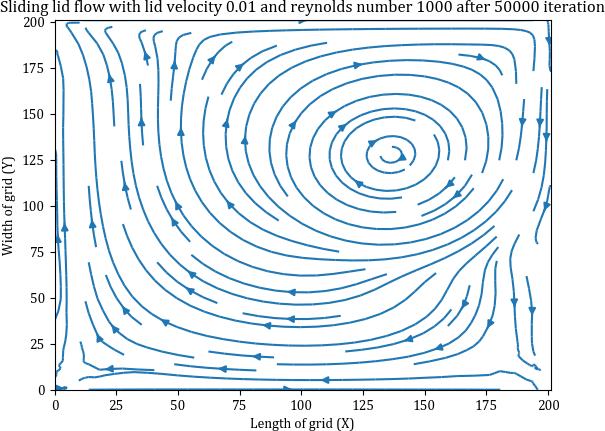 Sliding lid flow with lid velocity 0.01 and reynolds number 1000 after 50000 iteration
200
175
150
125
100
75
50
25
0
Width of grid (Y)
0 25 50 75 100 125 150 175 200
Length of grid (X)